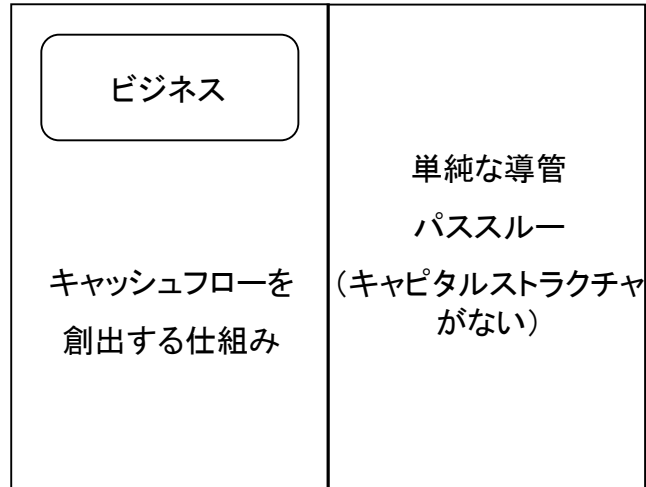 ビジネス
キャッシュフローを
創出する仕組み
単純な導管
パススルー
（キャピタルストラクチャ
がない）